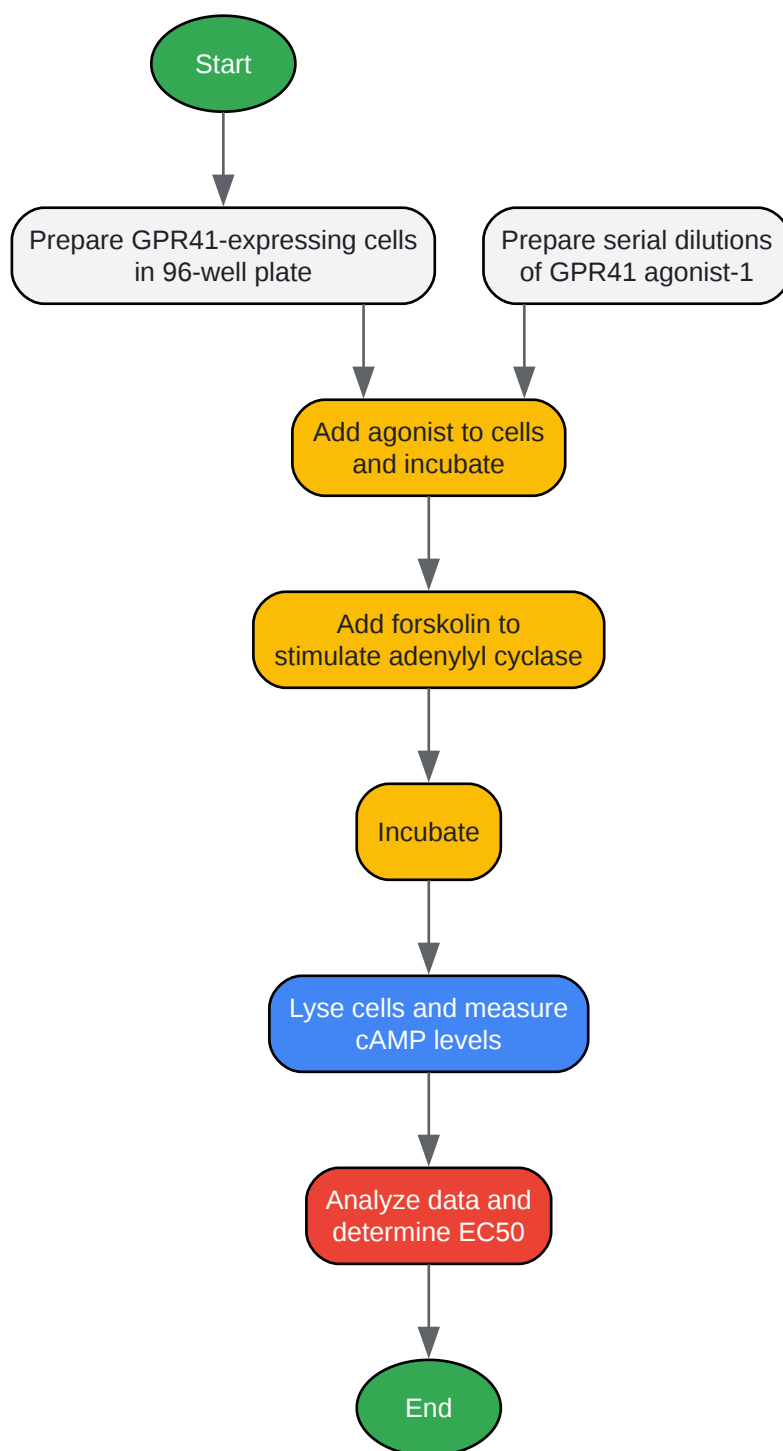 Start
Prepare GPR41-expressing cells
in 96-well plate
Prepare serial dilutions
of GPR41 agonist-1
Add agonist to cells
and incubate
Add forskolin to
stimulate adenylyl cyclase
Incubate
Lyse cells and measure
cAMP levels
Analyze data and
determine EC50
End